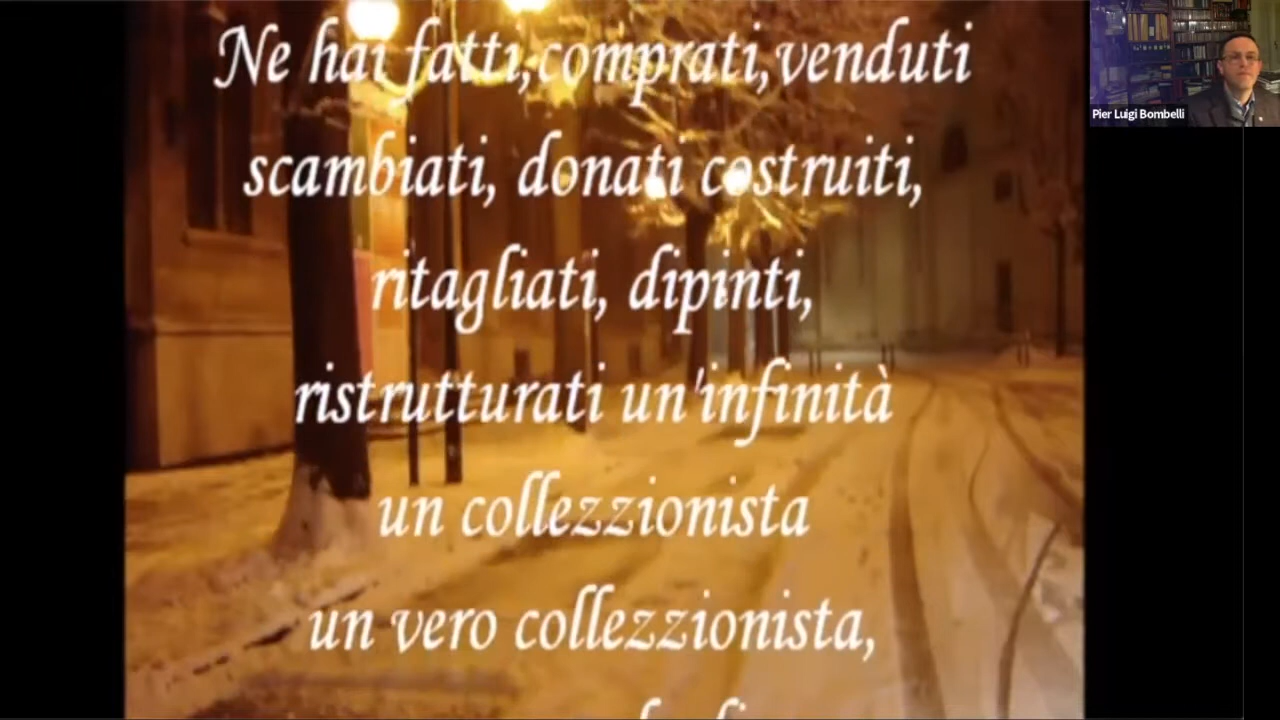 Ne hai fatti,comprati,venduti
scambiati, donati costruiti,
ritagliati, dipinti,
ristrutturati un'infinità
un collezzionista
un vero collezzionista,
Pier Luigi Bombelli